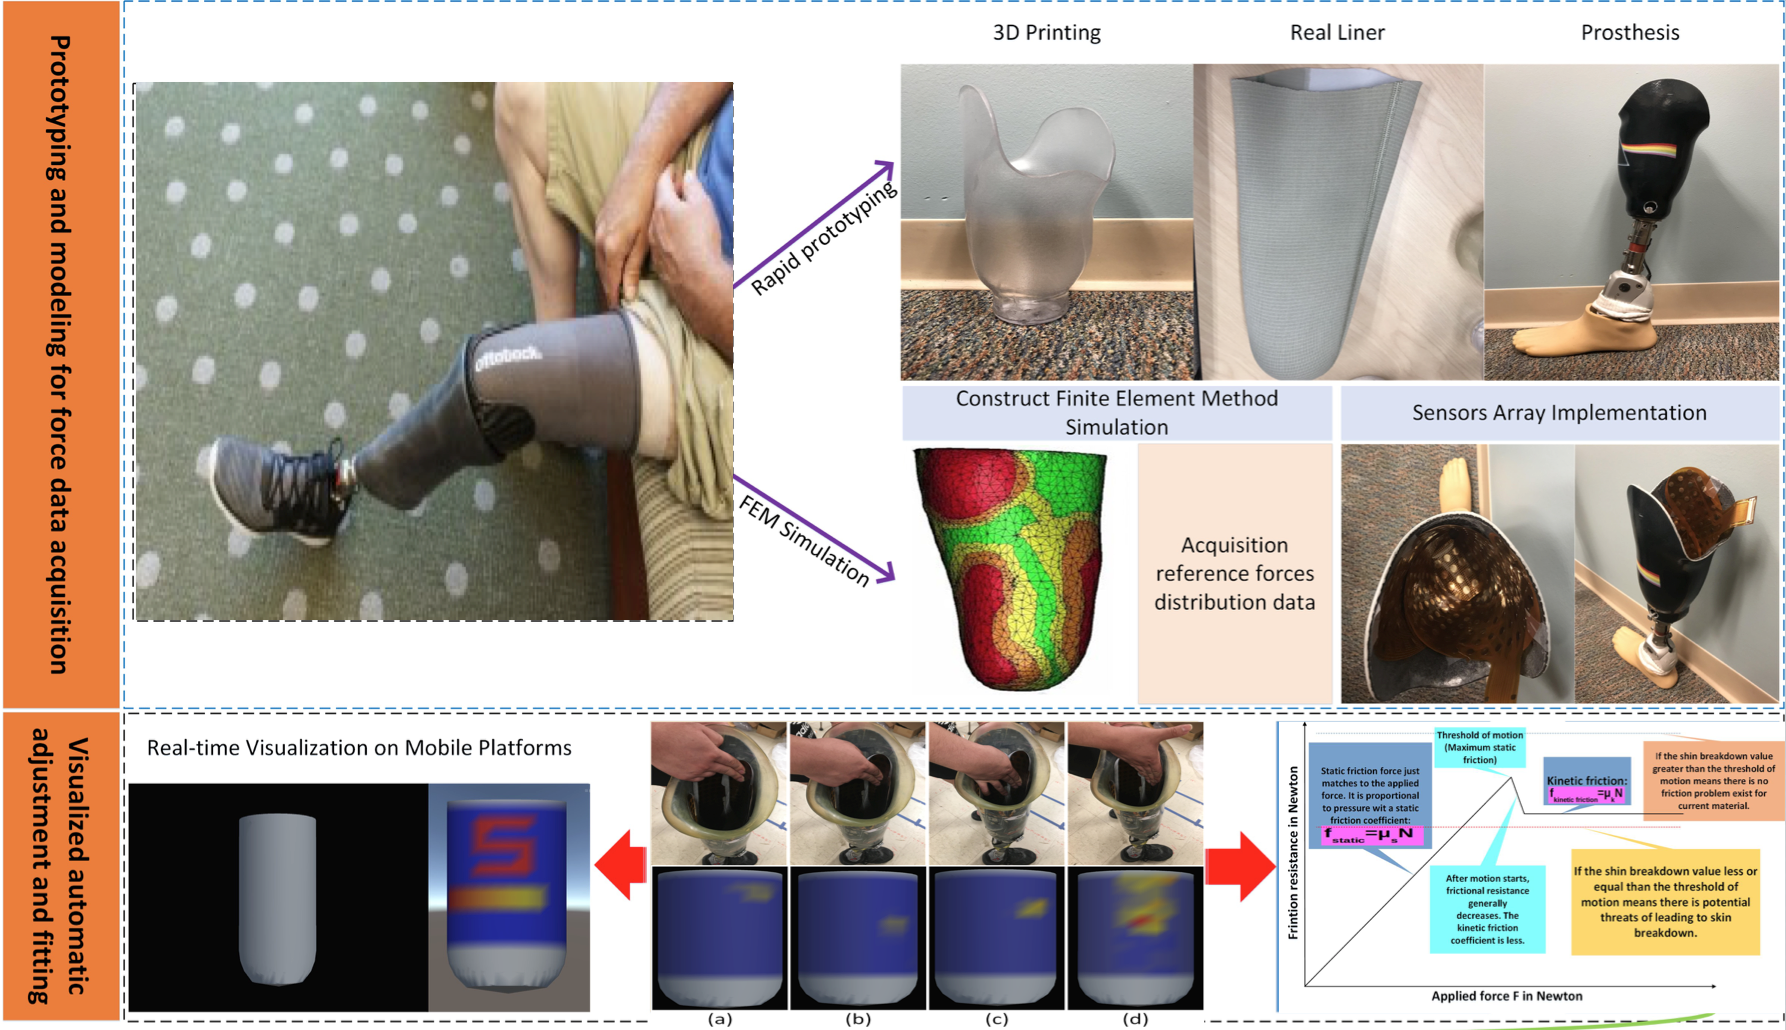 Prototyping and modeling for force data acquisition
3D Printing
Real Liner
Prosthesis
ottobock.
Rapid prototyping
FEM Simulation
Construct Finite Element Method
Simulation
Sensors Array Implementation
Acquisition
reference forces
distribution data
Visualized automatic
adjustment and fitting
Real-time Visualization on Mobile Platforms
(a)
(b)
(c)
(d)
Frintion resistance in Newton
Static friction force just
matches to the applied
force. It is proportional
to pressure wit a static
friction coefficient:
f static=μsN
Threshold of motion
(Maximum static
friction)
Kinetic friction:
f kinetic friction=μkN
If the shin breakdown value
greater than the threshold of
motion means there is no
friction problem exist for
current material.
After motion starts,
frictional resistance
generally
decreases. The
kinetic friction
coefficient is less.
If the shin breakdown value less or
equal than the threshold of
motion means there is potential
threats of leading to skin
breakdown.
Applied force F in Newton